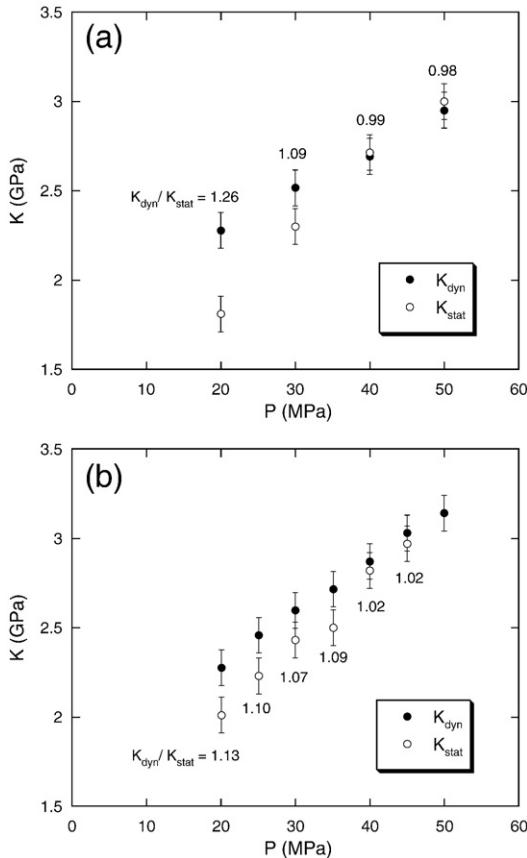 (a)
3.5
3
2.5
2
1.5
K (GPa)
K_dyn / K_stat = 1.26
1.09
0.99
0.98
K_dyn
K_stat
0 10 20 30 40 50 60
P (MPa)
(b)
3.5
3
2.5
2
1.5
K (GPa)
K_dyn / K_stat = 1.13
1.10
1.07
1.09
1.02
1.02
K_dyn
K_stat
0 10 20 30 40 50 60
P (MPa)